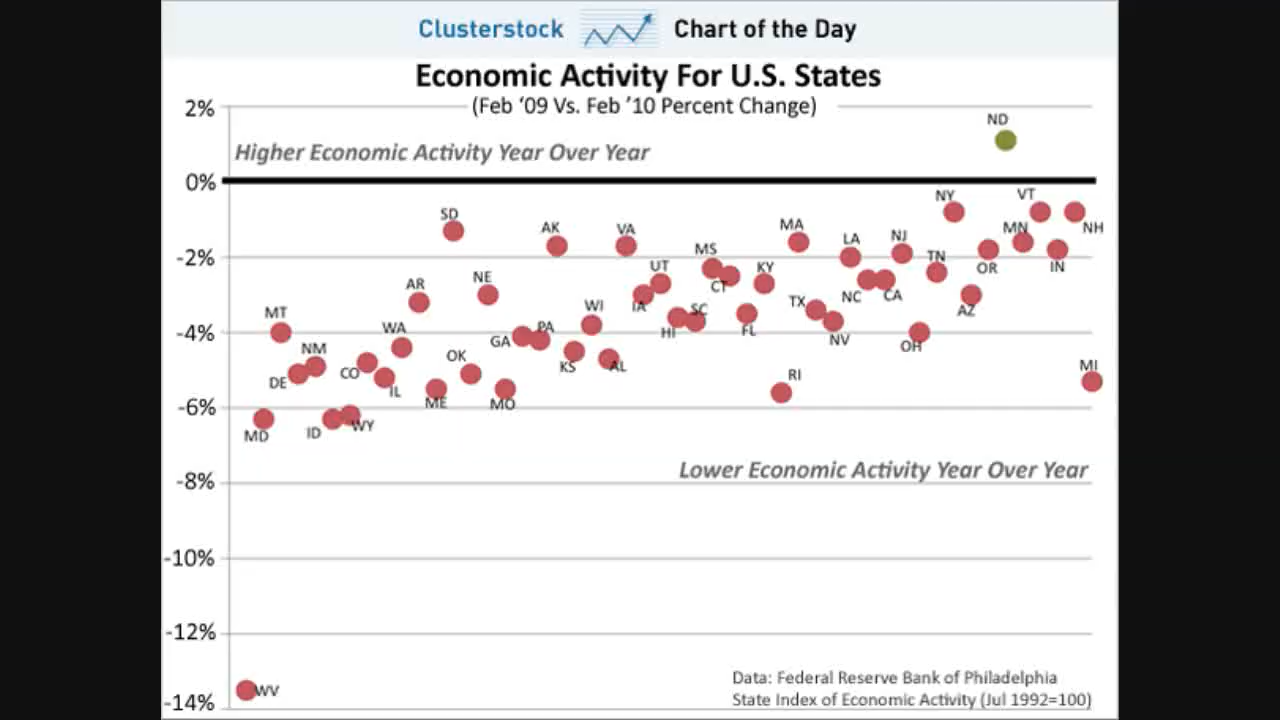 Clusterstock Chart of the Day
Economic Activity For U.S. States
(Feb ‘09 Vs. Feb ’10 Percent Change)
2%
ND
Higher Economic Activity Year Over Year
0%
SD AK VA MA LA NJ NY VT MN NH
-2%
MT AR NE UT MS CT KY NC CA TN OR IN
WA WI IA HI SC FL TX NV AZ
-4%
DE NM CO IL OK GA PA KS AL OH
ME MO RI MI
-6%
MD ID WY
Lower Economic Activity Year Over Year
-8%
-10%
-12%
WV
-14%
Data: Federal Reserve Bank of Philadelphia
State Index of Economic Activity (Jul 1992=100)